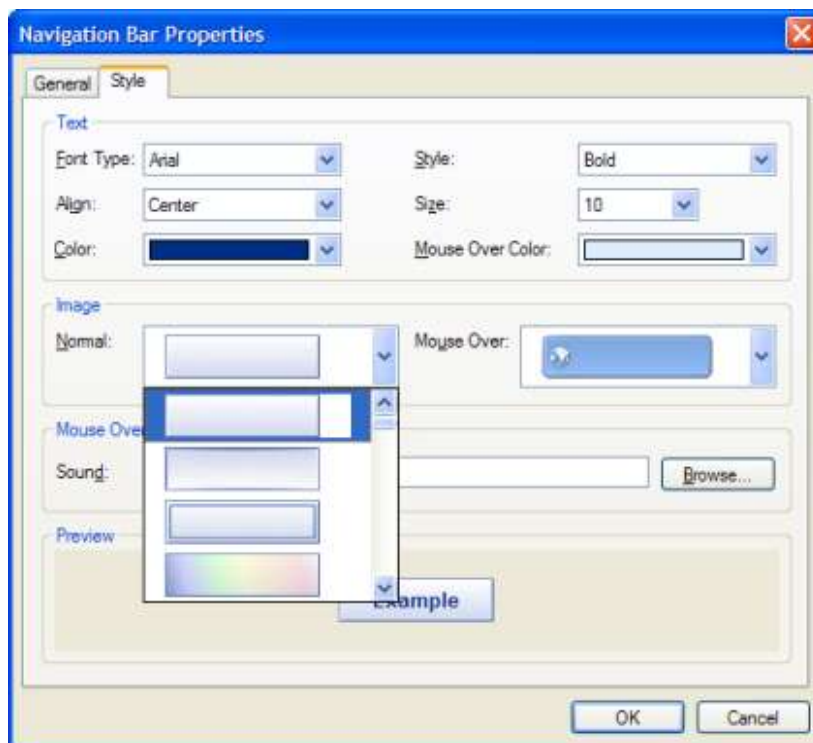 Navigation Bar Properties
General Style
Text
Font Type: Arial Style: Bold
Align: Center Size: 10
Color: Mouse Over Color:
Image
Normal: Mouse Over:
Mouse Over
Sound: Browse...
Preview
Example
OK Cancel